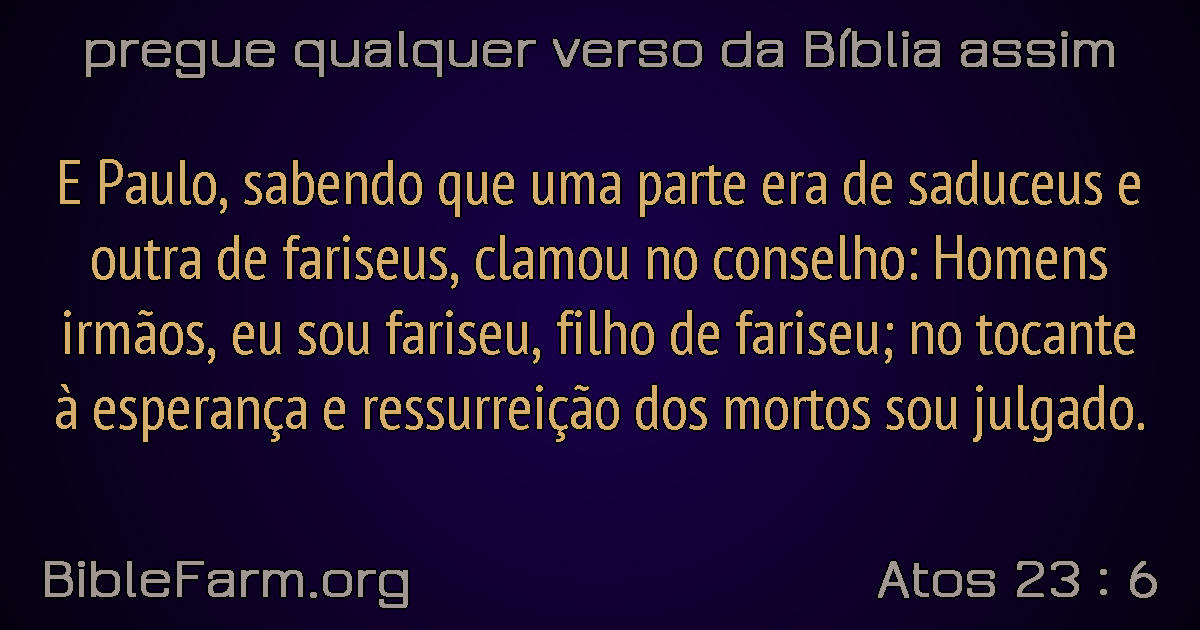 pregue qualquer verso da Bíblia assim
E Paulo, sabendo que uma parte era de saduceus e
outra de fariseus, clamou no conselho: Homens
irmãos, eu sou fariseu, filho de fariseu; no tocante
à esperança e ressurreição dos mortos sou julgado.
BibleFarm.org
Atos 23 : 6